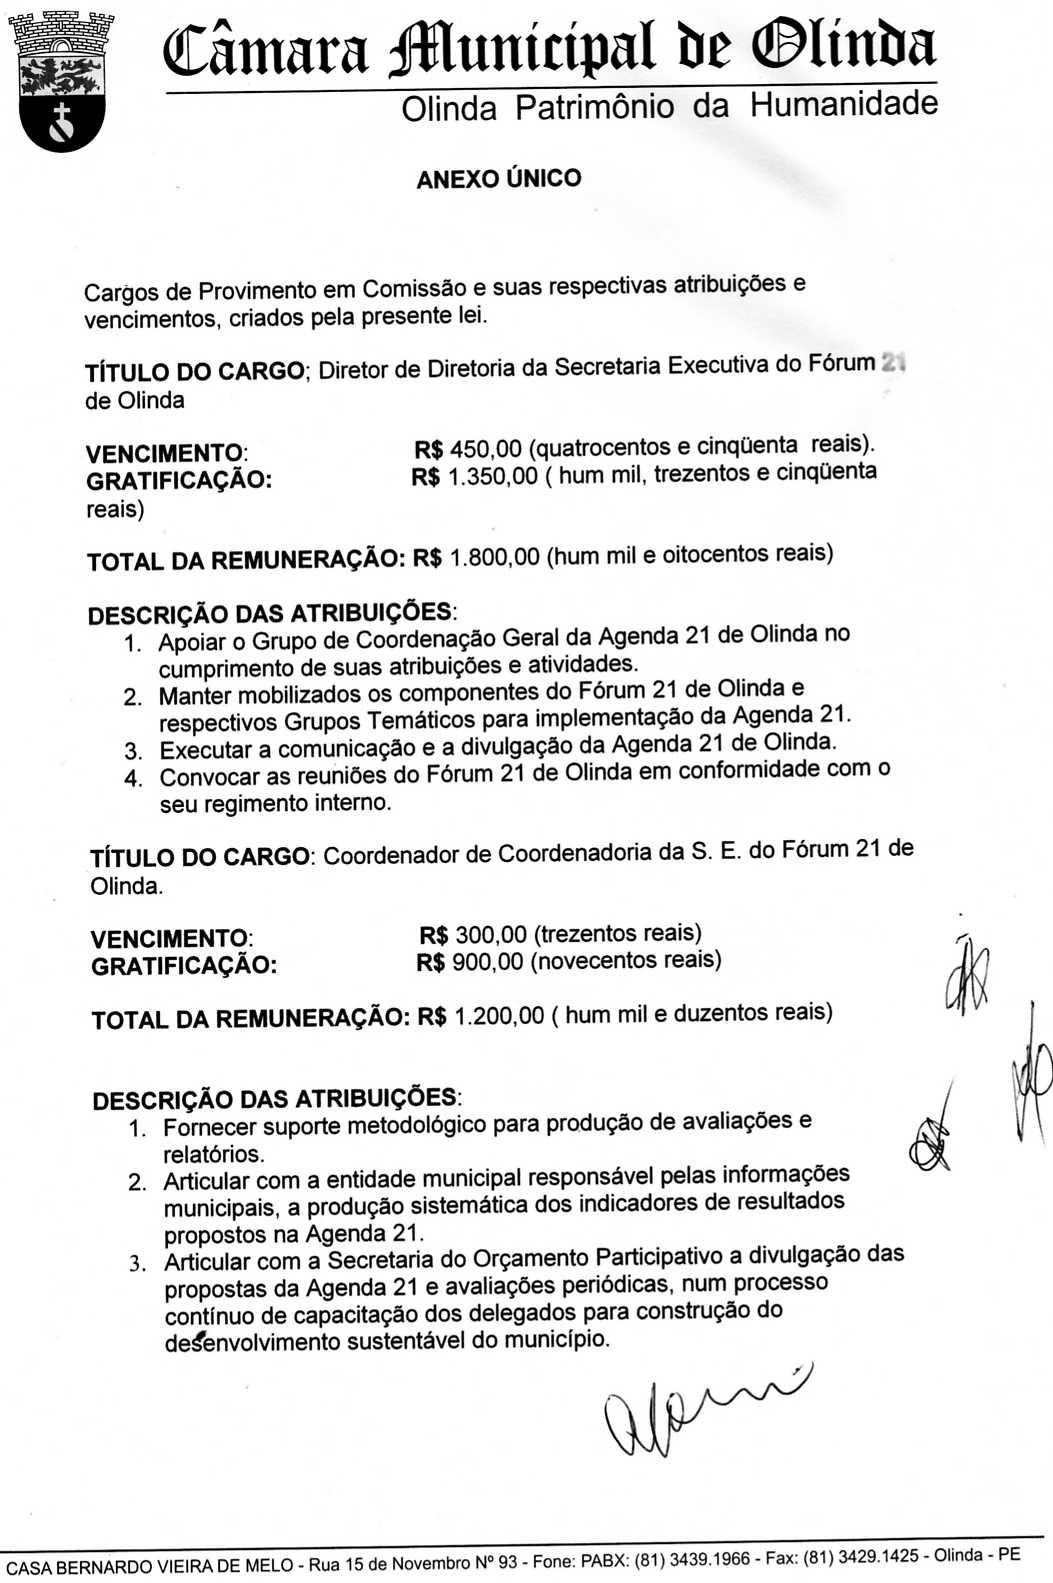 Câmara Municipal de Olinda
Olinda Patrimônio da Humanidade
ANEXO ÚNICO
Cargos de Provimento em Comissão e suas respectivas atribuições e
vencimentos, criados pela presente lei.
TÍTULO DO CARGO; Diretor de Diretoria da Secretaria Executiva do Fórum 21
de Olinda
VENCIMENTO: R$ 450,00 (quatrocentos e cinqüenta reais).
GRATIFICAÇÃO: R$ 1.350,00 ( hum mil, trezentos e cinqüenta
reais)
TOTAL DA REMUNERAÇÃO: R$ 1.800,00 (hum mil e oitocentos reais)
DESCRIÇÃO DAS ATRIBUIÇÕES:
1. Apoiar o Grupo de Coordenação Geral da Agenda 21 de Olinda no
cumprimento de suas atribuições e atividades.
2. Manter mobilizados os componentes do Fórum 21 de Olinda e
respectivos Grupos Temáticos para implementação da Agenda 21.
3. Executar a comunicação e a divulgação da Agenda 21 de Olinda.
4. Convocar as reuniões do Fórum 21 de Olinda em conformidade com o
seu regimento interno.
TÍTULO DO CARGO: Coordenador de Coordenadoria da S. E. do Fórum 21 de
Olinda.
VENCIMENTO: R$ 300,00 (trezentos reais)
GRATIFICAÇÃO: R$ 900,00 (novecentos reais)
TOTAL DA REMUNERAÇÃO: R$ 1.200,00 ( hum mil e duzentos reais)
DESCRIÇÃO DAS ATRIBUIÇÕES:
1. Fornecer suporte metodológico para produção de avaliações e
relatórios.
2. Articular com a entidade municipal responsável pelas informações
municipais, a produção sistemática dos indicadores de resultados
propostos na Agenda 21.
3. Articular com a Secretaria do Orçamento Participativo a divulgação das
propostas da Agenda 21 e avaliações periódicas, num processo
contínuo de capacitação dos delegados para construção do
desenvolvimento sustentável do município.
CASA BERNARDO VIEIRA DE MELO - Rua 15 de Novembro Nº 93 - Fone: PABX: (81) 3439.1966 - Fax: (81) 3429.1425 - Olinda - PE